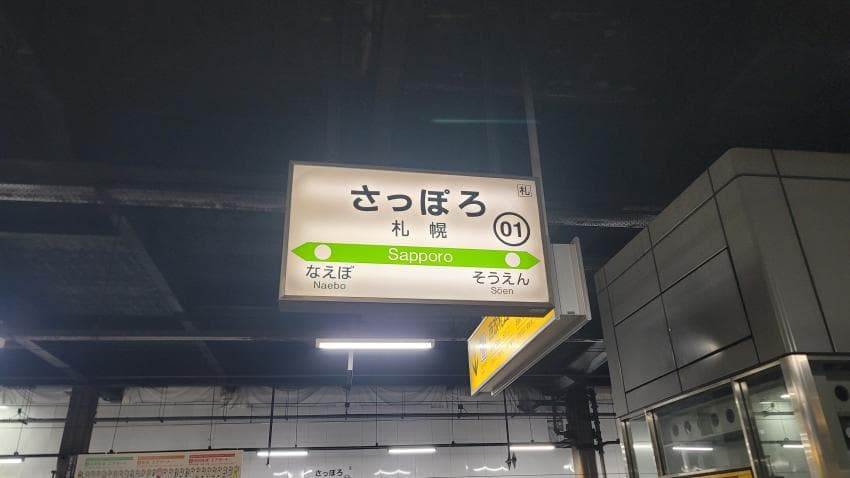 さっぽろ
札
札幌
01
Sapporo
なえぼ
そうえん
Naebo
Sōen
さっぽろ